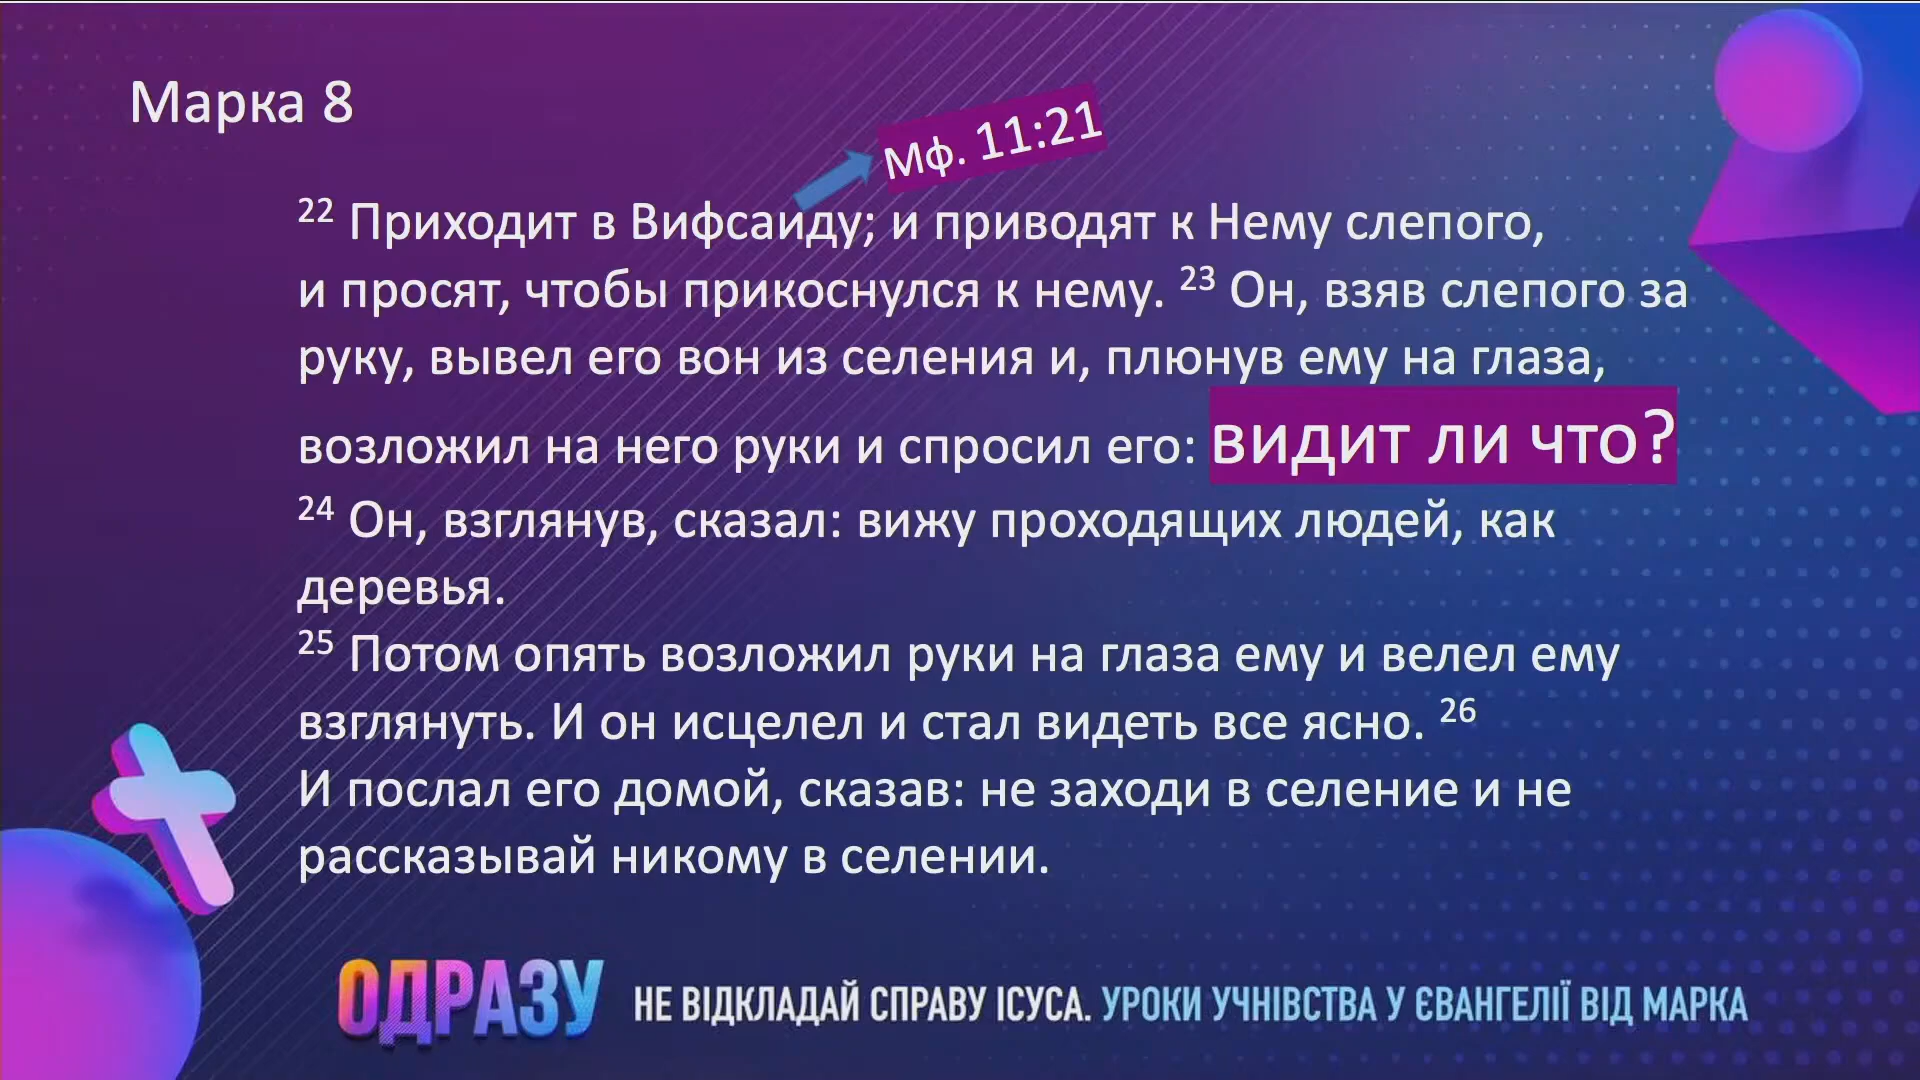 Марка 8
Мф. 11:21
22 Приходит в Вифсаиду; и приводят к Нему слепого,
и просят, чтобы прикоснулся к нему. 23 Он, взяв слепого за
руку, вывел его вон из селения и, плюнув ему на глаза,
возложил на него руки и спросил его: видит ли что?
24 Он, взглянув, сказал: вижу проходящих людей, как
деревья.
25 Потом опять возложил руки на глаза ему и велел ему
взглянуть. И он исцелел и стал видеть все ясно. 26
И послал его домой, сказав: не заходи в селение и не
рассказывай никому в селении.
ОДРАЗУ НЕ ВІДКЛАДАЙ СПРАВУ ІСУСА. УРОКИ УЧНІВСТВА У ЄВАНГЕЛІЇ ВІД МАРКА